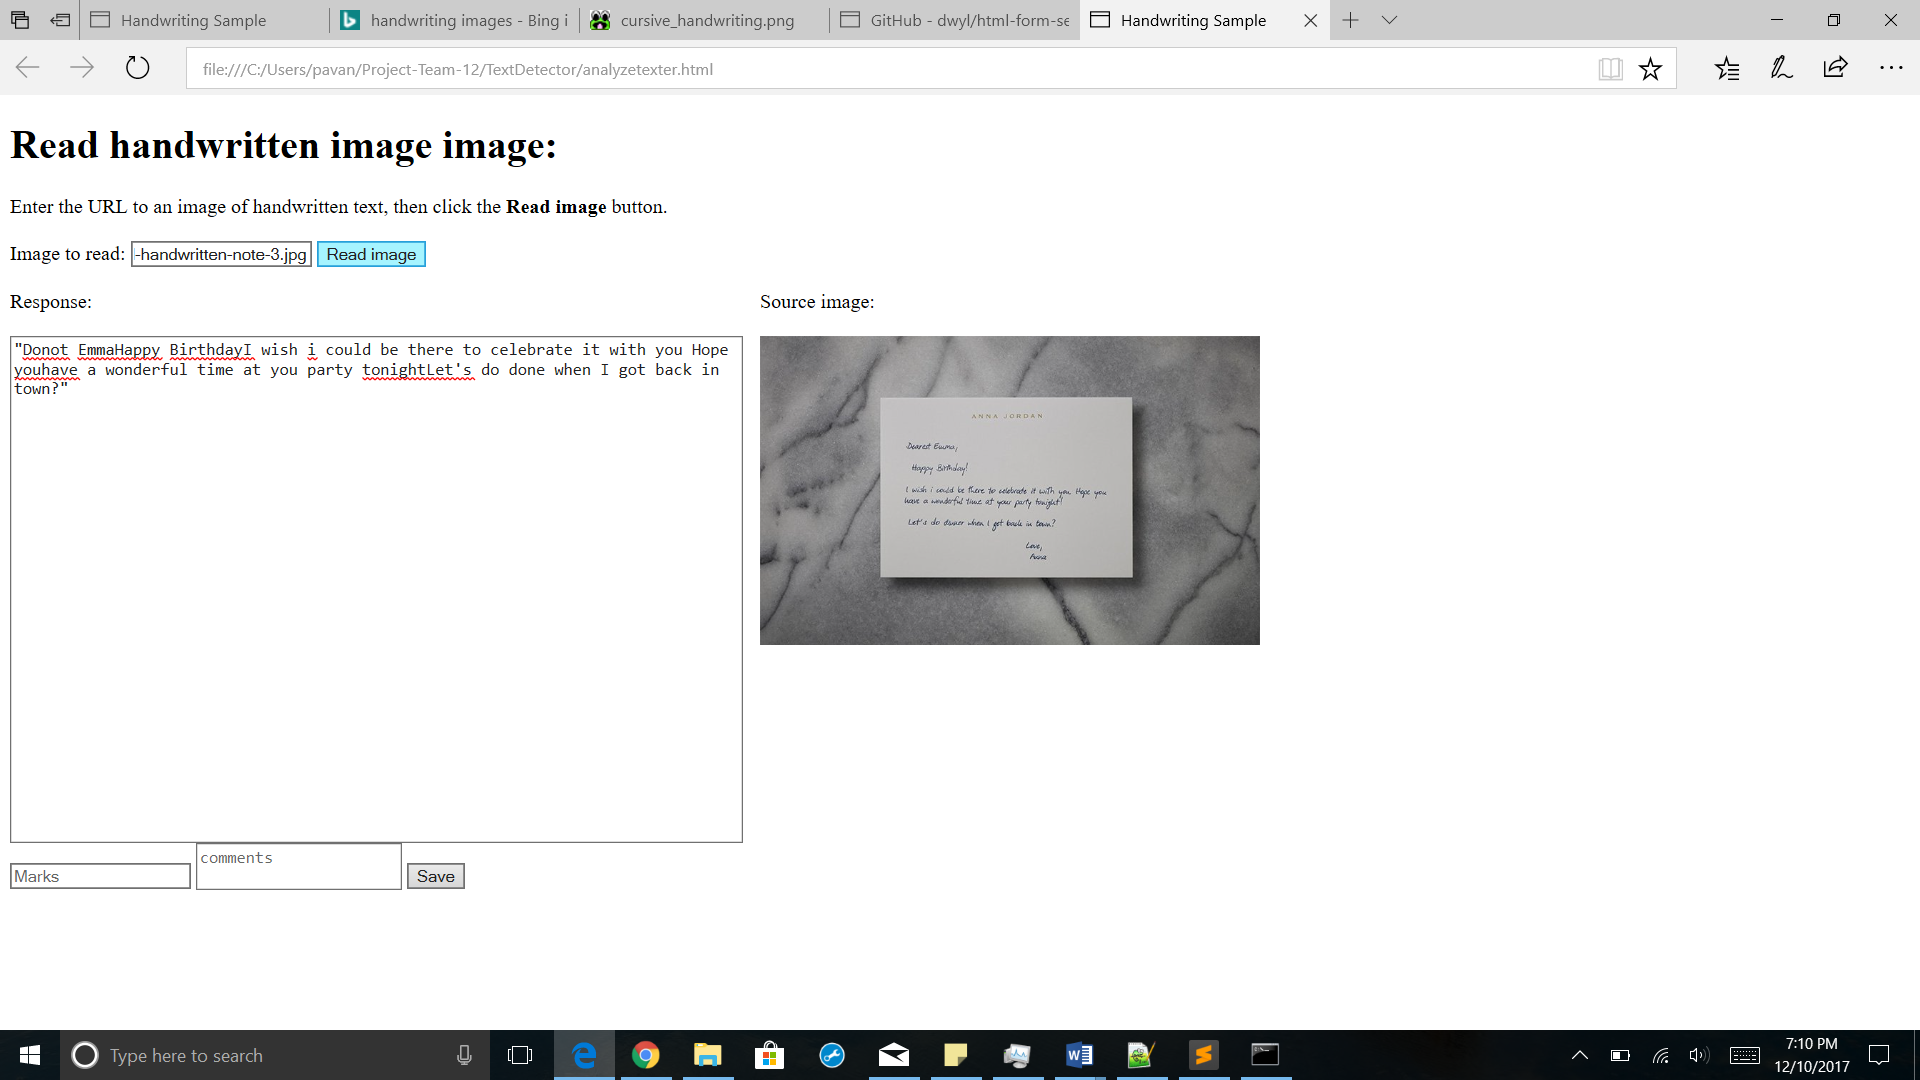 Handwriting Sample
handwriting images - Bing i
cursive_handwriting.png
GitHub - dwyl/html-form-se
Handwriting Sample
file:///C:/Users/pavan/Project-Team-12/TextDetector/analyzetexter.html
Read handwritten image image:
Enter the URL to an image of handwritten text, then click the Read image button.
Image to read: -handwritten-note-3.jpg Read image
Response:
"Donot EmmaHappy BirthdayI wish i could be there to celebrate it with you Hope
youhave a wonderful time at you party tonightLet's do done when I got back in
town?"
Source image:
ANNA JORDAN
Dearest Emma,
Happy Birthday!
I wish i could be there to celebrate it with you. Hope you
have a wonderful time at your party tonight!
Let's do dinner when I get back in town?
Love,
Anna
Marks
comments
Save
Type here to search
7:10 PM
12/10/2017